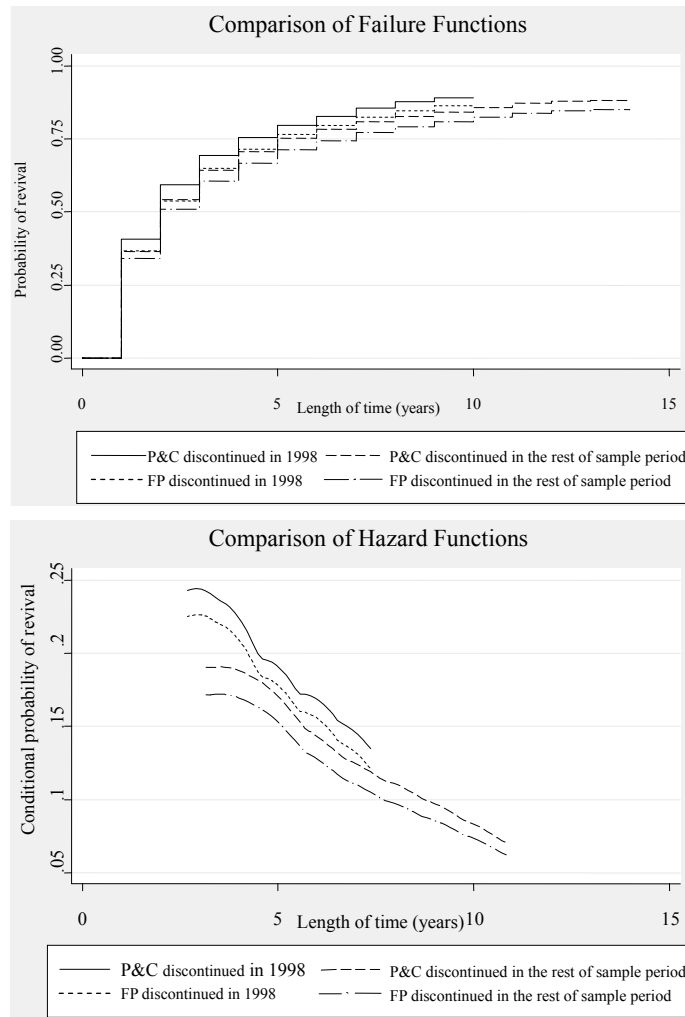 Comparison of Failure Functions
Probability of revival
1.00
0.75
0.50
0.25
0.00
0 5 10 15
Length of time (years)
P&C discontinued in 1998 P&C discontinued in the rest of sample period
FP discontinued in 1998 FP discontinued in the rest of sample period
Comparison of Hazard Functions
Conditional probability of revival
.25
.2
.15
.1
.05
0 5 10 15
Length of time (years)
P&C discontinued in 1998 P&C discontinued in the rest of sample period
FP discontinued in 1998 FP discontinued in the rest of sample period